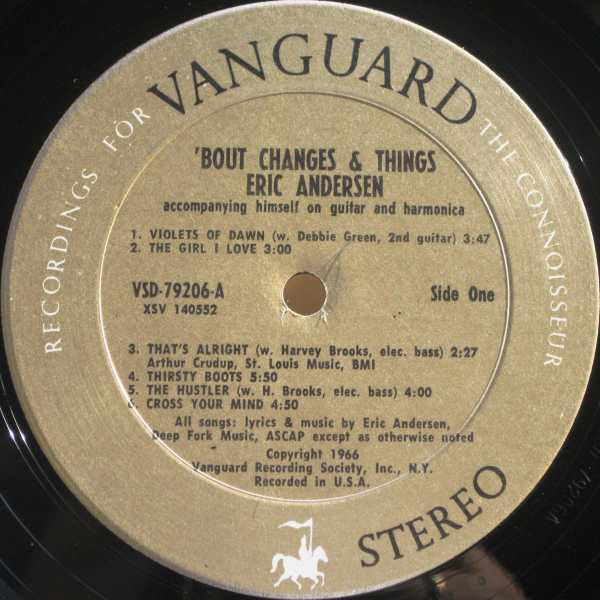 RECORDINGS FOR VANGUARD THE CONNOISSEUR
'BOUT CHANGES & THINGS
ERIC ANDERSEN
accompanying himself on guitar and harmonica
1. VIOLETS OF DAWN (w. Debbie Green, 2nd guitar) 3:47
2. THE GIRL I LOVE 3:00
VSD-79206-A
XSV 140552
Side One
3. THAT'S ALRIGHT (w. Harvey Brooks, elec. bass) 2:27
Arthur Crudup, St. Louis Music, BMI
4. THIRSTY BOOTS 5:50
5. THE HUSTLER (w. H. Brooks, elec. bass) 4:00
6. CROSS YOUR MIND 4:50
All songs: lyrics & music by Eric Andersen,
Deep Fork Music, ASCAP except as otherwise noted
Copyright 1966
Vanguard Recording Society, Inc., N.Y.
Recorded in U.S.A.
STEREO